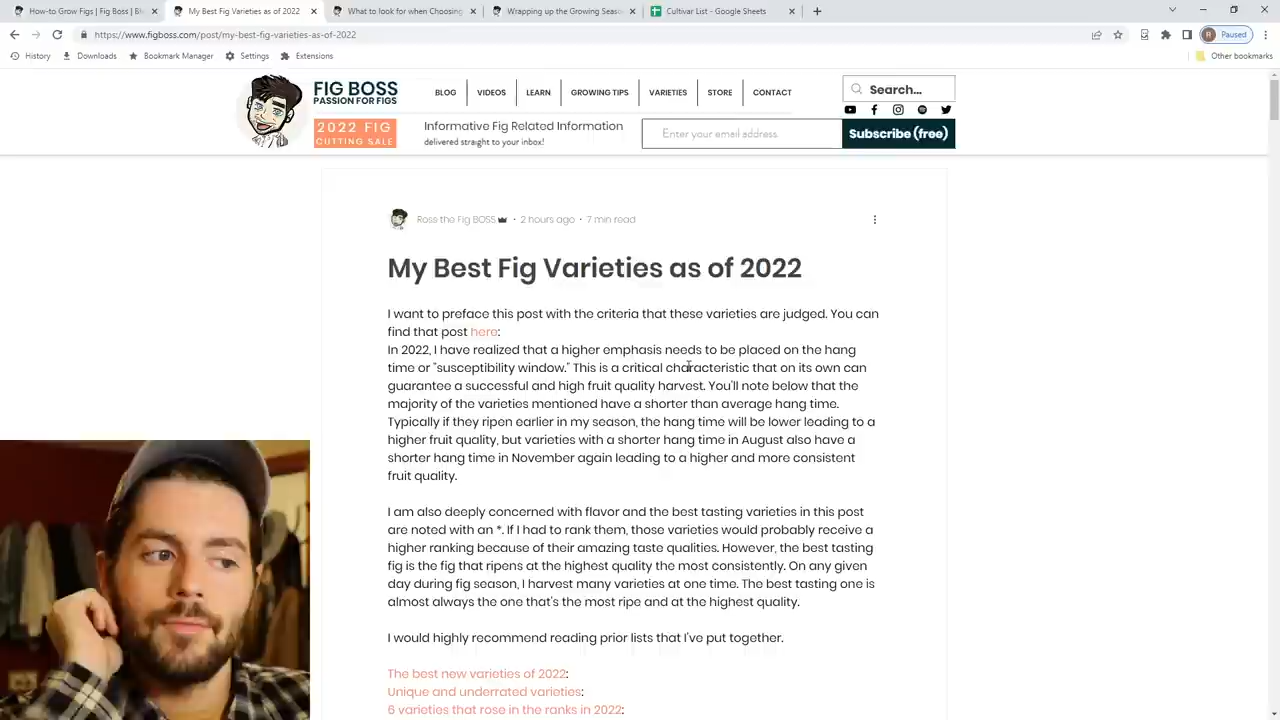 How-to Grow Figs | Fig Boss | Bl
My Best Fig Varieties as of 2022
What to look for when Choosing
Wrapping up the Growing Season
Cultivar List - Google Sheets
https://www.figboss.com/post/my-best-fig-varieties-as-of-2022
R Paused
History
Downloads
Bookmark Manager
Settings
Extensions
Other bookmarks
FIG BOSS
PASSION FOR FIGS
BLOG
VIDEOS
LEARN
GROWING TIPS
VARIETIES
STORE
CONTACT
Search...
2022 FIG
CUTTING SALE
Informative Fig Related Information
delivered straight to your inbox!
Enter your email address.
Subscribe (free)
Ross the Fig BOSS · 2 hours ago · 7 min read
My Best Fig Varieties as of 2022
I want to preface this post with the criteria that these varieties are judged. You can
find that post here:
In 2022, I have realized that a higher emphasis needs to be placed on the hang
time or "susceptibility window." This is a critical characteristic that on its own can
guarantee a successful and high fruit quality harvest. You'll note below that the
majority of the varieties mentioned have a shorter than average hang time.
Typically if they ripen earlier in my season, the hang time will be lower leading to a
higher fruit quality, but varieties with a shorter hang time in August also have a
shorter hang time in November again leading to a higher and more consistent
fruit quality.
I am also deeply concerned with flavor and the best tasting varieties in this post
are noted with an *. If I had to rank them, those varieties would probably receive a
higher ranking because of their amazing taste qualities. However, the best tasting
fig is the fig that ripens at the highest quality the most consistently. On any given
day during fig season, I harvest many varieties at one time. The best tasting one is
almost always the one that's the most ripe and at the highest quality.
I would highly recommend reading prior lists that I've put together.
The best new varieties of 2022:
Unique and underrated varieties:
6 varieties that rose in the ranks in 2022: